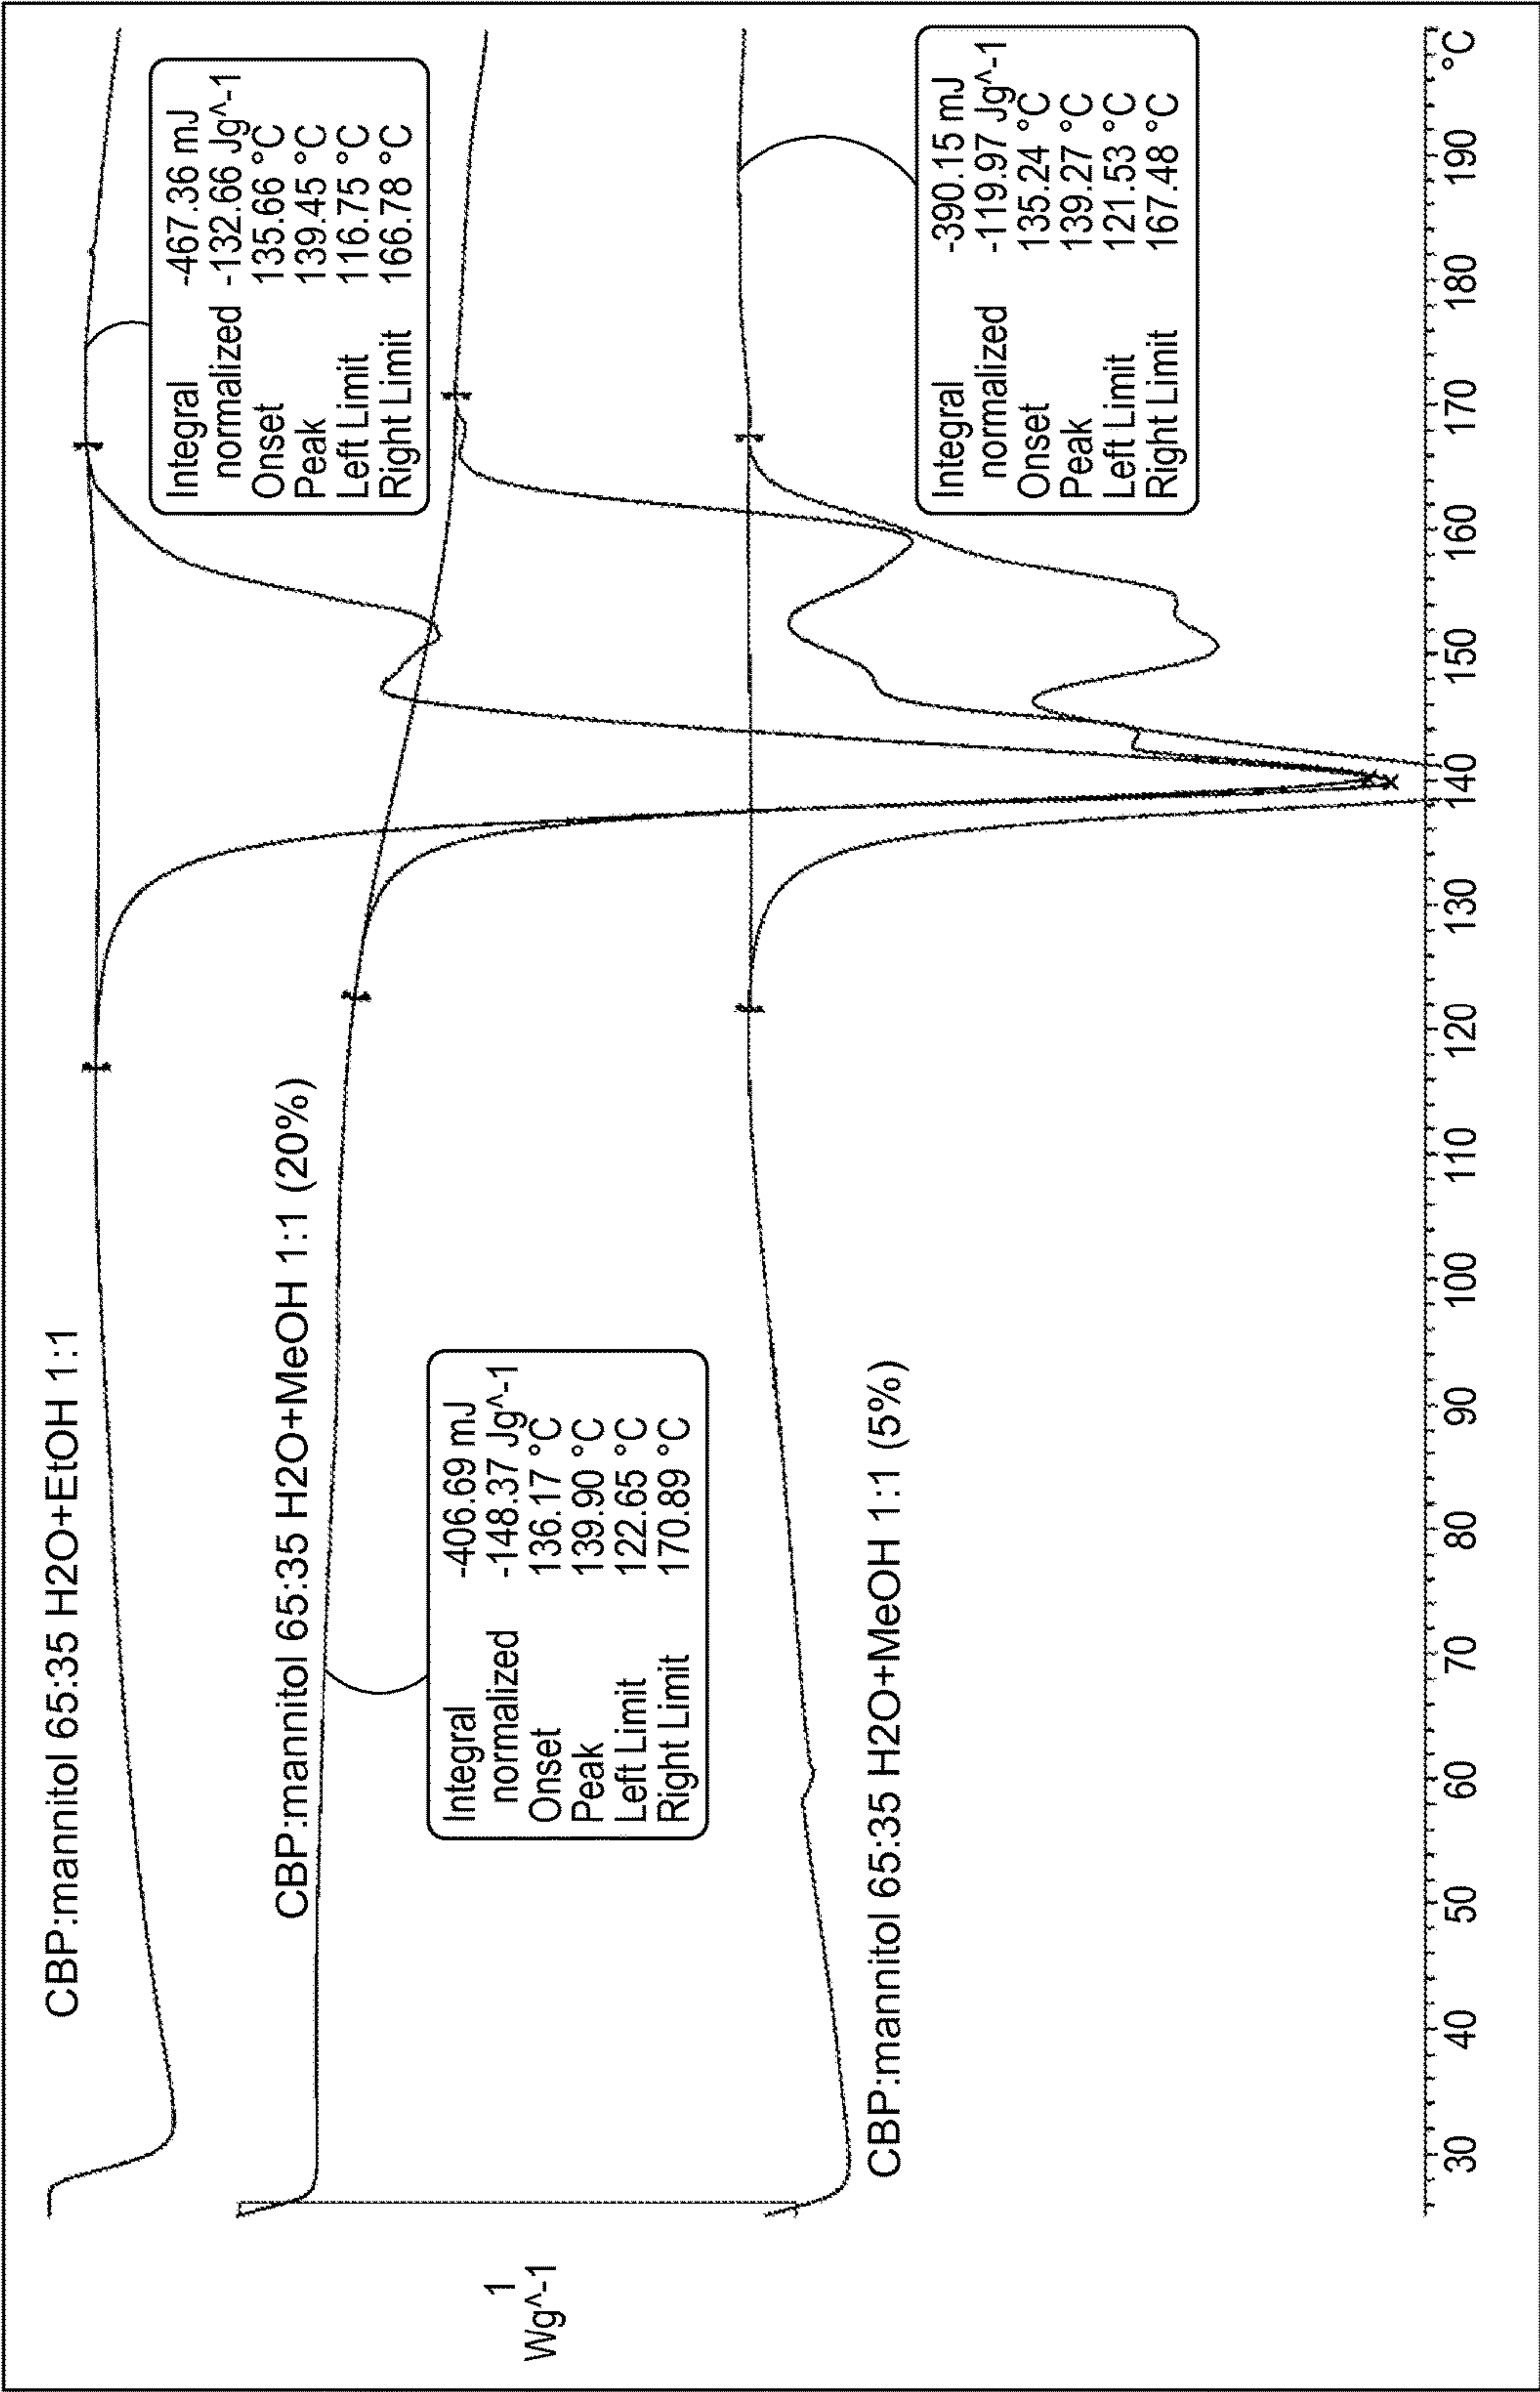 CBP:mannitol 65:35 H2O+EtOH 1:1
Integral -467.36 mJ
normalized -132.66 Jg^-1
Onset 135.66 °C
Peak 139.45 °C
Left Limit 116.75 °C
Right Limit 166.78 °C
CBP:mannitol 65:35 H2O+MeOH 1:1 (20%)
Integral -406.69 mJ
normalized -148.37 Jg^-1
Onset 136.17 °C
Peak 139.90 °C
Left Limit 122.65 °C
Right Limit 170.89 °C
1
Wg^-1
CBP:mannitol 65:35 H2O+MeOH 1:1 (5%)
Integral -390.15 mJ
normalized -119.97 Jg^-1
Onset 135.24 °C
Peak 139.27 °C
Left Limit 121.53 °C
Right Limit 167.48 °C
30 40 50 60 70 80 90 100 110 120 130 140 150 160 170 180 190 °C